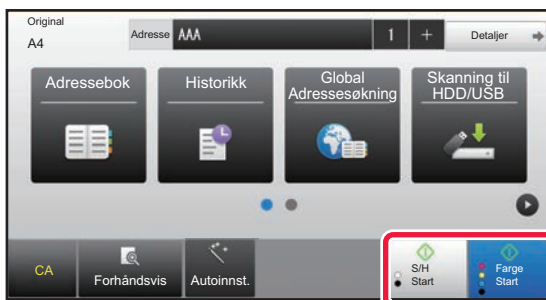 Original
A4
Adresse AAA 1 + Detaljer
Adressebok
Historikk
Global
Adressesøkning
Skanning til
HDD/USB
CA
Forhåndsvis
Autoinnst.
S/H
Start
Farge
Start